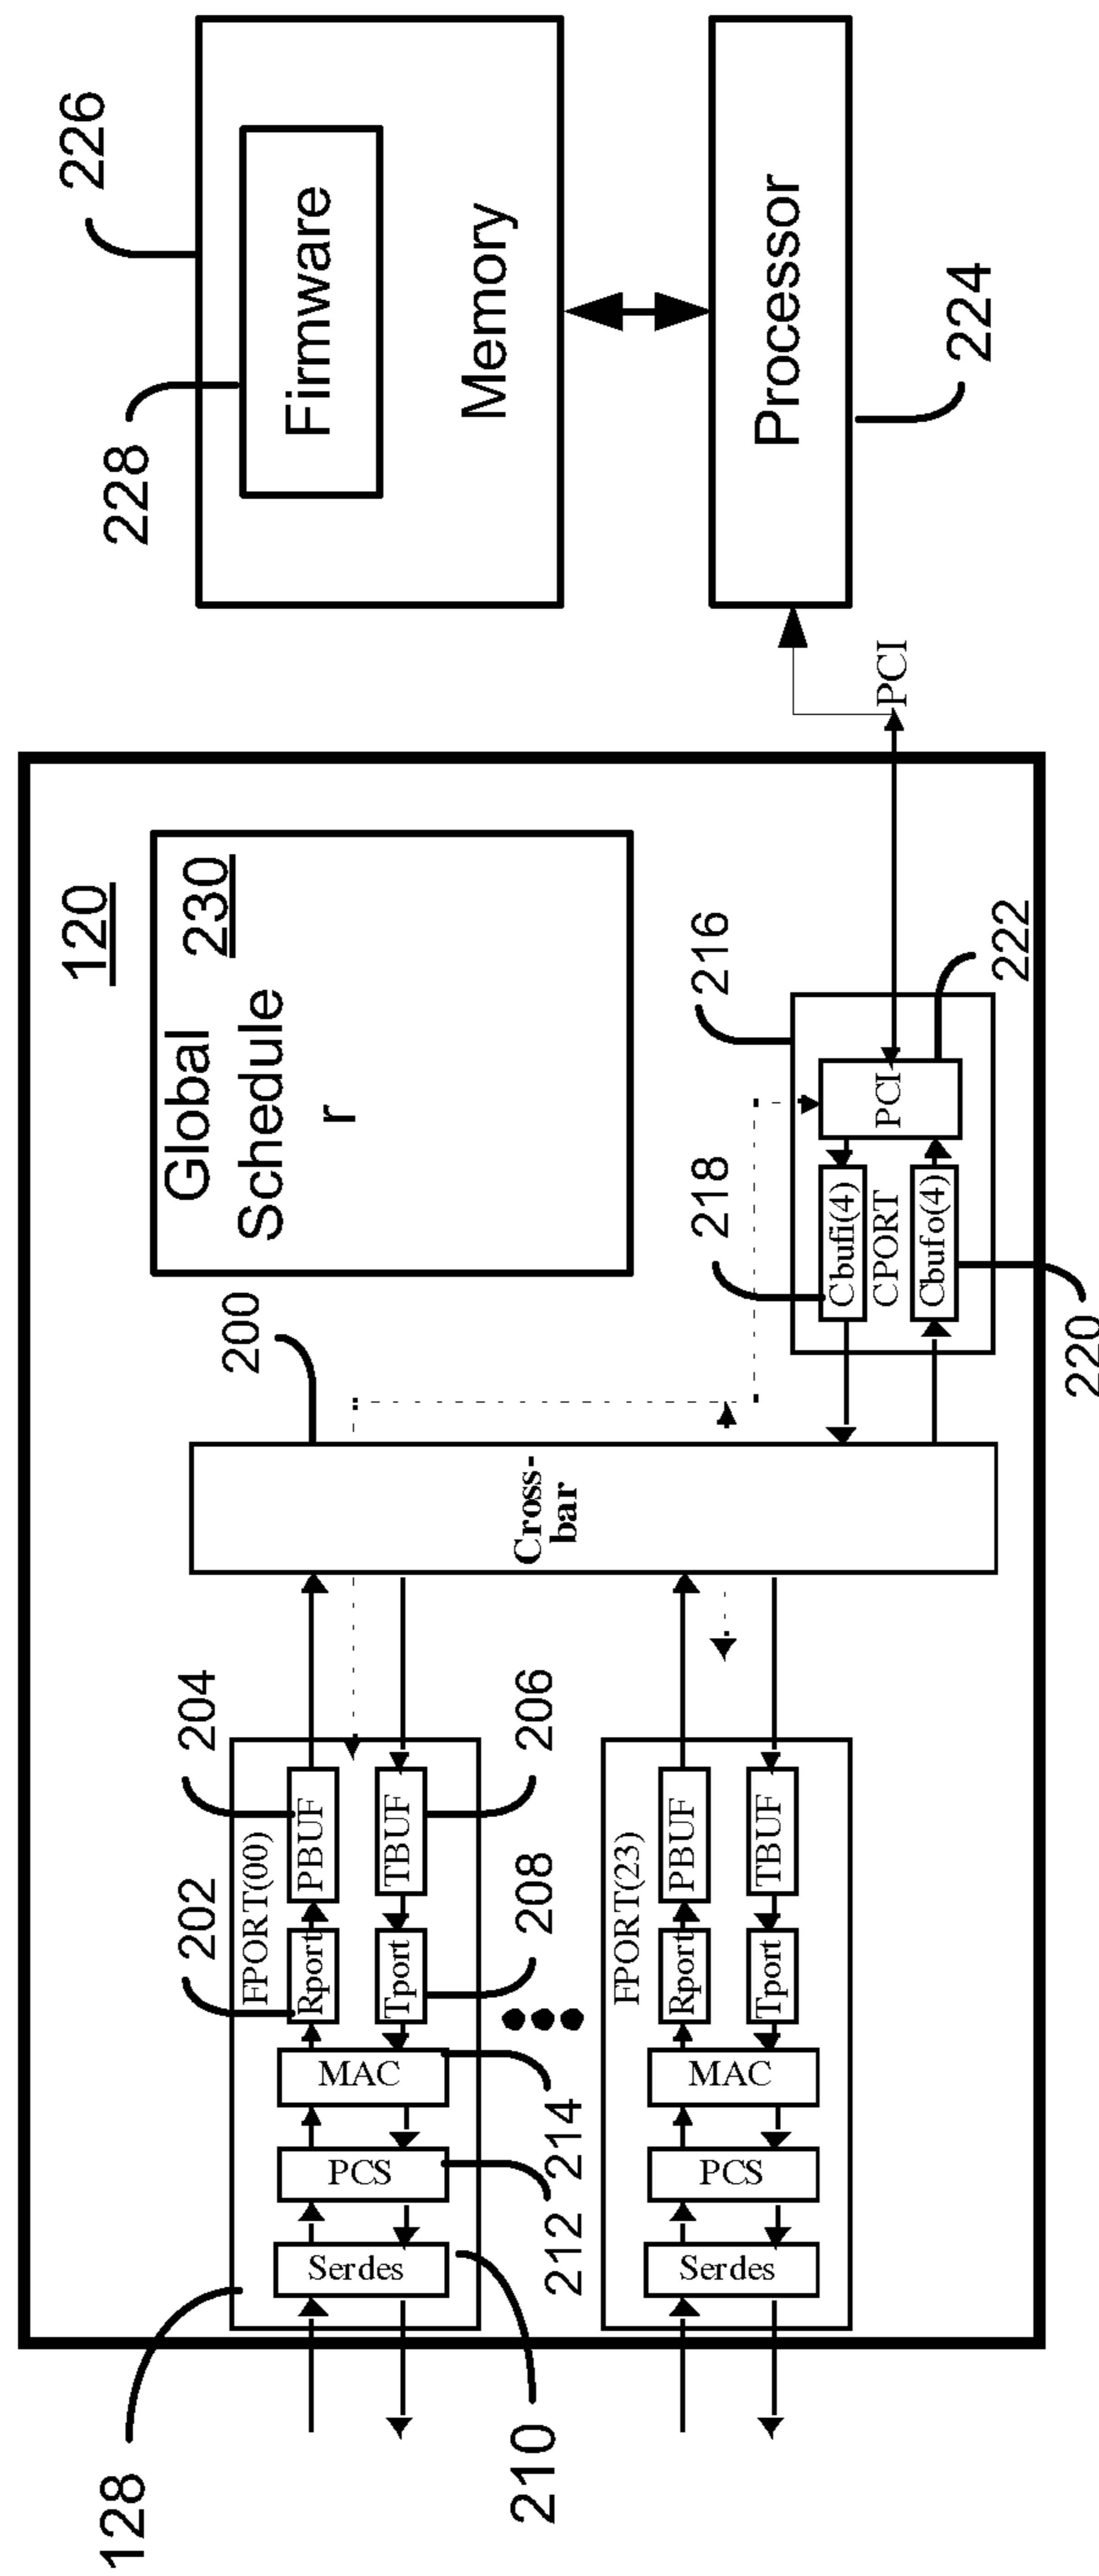 128
210
Serdes
PCS
MAC
212
214
202
204
FPORT(00)
Rport
PBUF
Tport
TBUF
208
206
FPORT(23)
Serdes
PCS
MAC
Rport
PBUF
Tport
TBUF
200
Cross-
bar
120
Global
Schedule
r
230
216
218
Cbufi(4)
CPORT
Cbufo(4)
PCI
222
220
PCI
226
228
Firmware
Memory
Processor
224